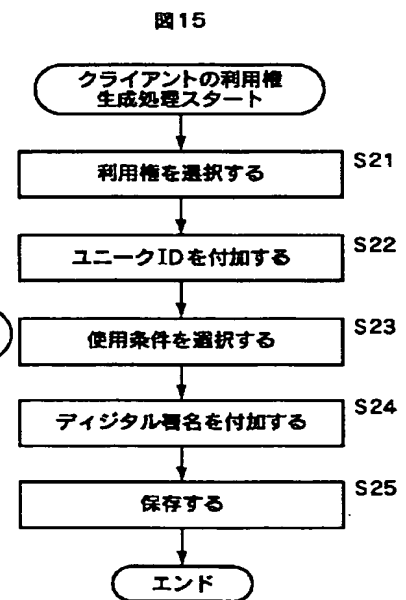 図15
クライアントの利用権
生成処理スタート
利用権を選択する
S21
ユニークIDを付加する
S22
使用条件を選択する
S23
ディジタル署名を付加する
S24
保存する
S25
エンド